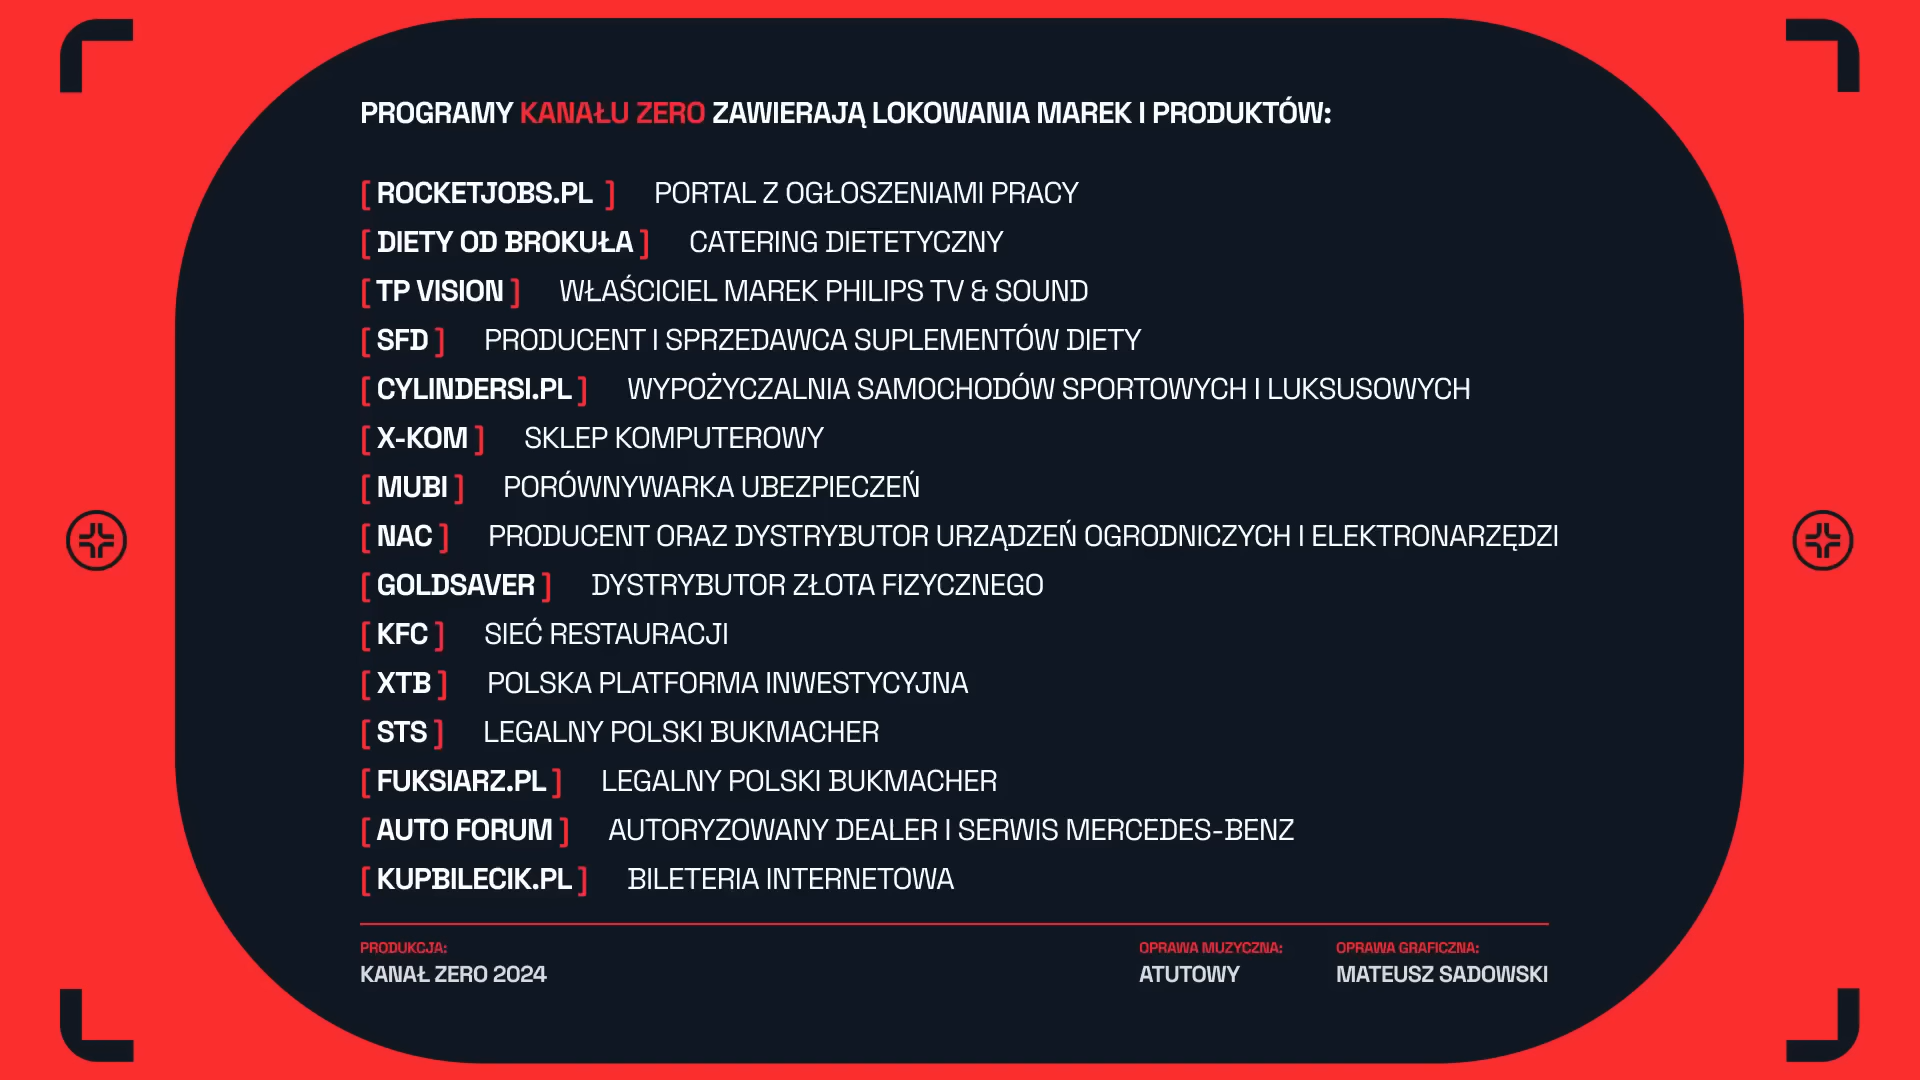 PROGRAMY KANAŁU ZERO ZAWIERAJĄ LOKOWANIA MAREK I PRODUKTÓW:
[ ROCKETJOBS.PL ] PORTAL Z OGŁOSZENIAMI PRACY
[ DIETY OD BROKUŁA ] CATERING DIETETYCZNY
[ TP VISION ] WŁAŚCICIEL MAREK PHILIPS TV & SOUND
[ SFD ] PRODUCENT I SPRZEDAWCA SUPLEMENTÓW DIETY
[ CYLINDERSI.PL ] WYPOŻYCZALNIA SAMOCHODÓW SPORTOWYCH I LUKSUSOWYCH
[ X-KOM ] SKLEP KOMPUTEROWY
[ MUBI ] PORÓWNYWARKA UBEZPIECZEŃ
[ NAC ] PRODUCENT ORAZ DYSTRYBUTOR URZĄDZEŃ OGRODNICZYCH I ELEKTRONARZĘDZI
[ GOLDSAVER ] DYSTRYBUTOR ZŁOTA FIZYCZNEGO
[ KFC ] SIEĆ RESTAURACJI
[ XTB ] POLSKA PLATFORMA INWESTYCYJNA
[ STS ] LEGALNY POLSKI BUKMACHER
[ FUKSIARZ.PL ] LEGALNY POLSKI BUKMACHER
[ AUTO FORUM ] AUTORYZOWANY DEALER I SERWIS MERCEDES-BENZ
[ KUPBILECIK.PL ] BILETERIA INTERNETOWA
PRODUKCJA:
KANAŁ ZERO 2024
OPRAWA MUZYCZNA:
ATUTOWY
OPRAWA GRAFICZNA:
MATEUSZ SADOWSKI